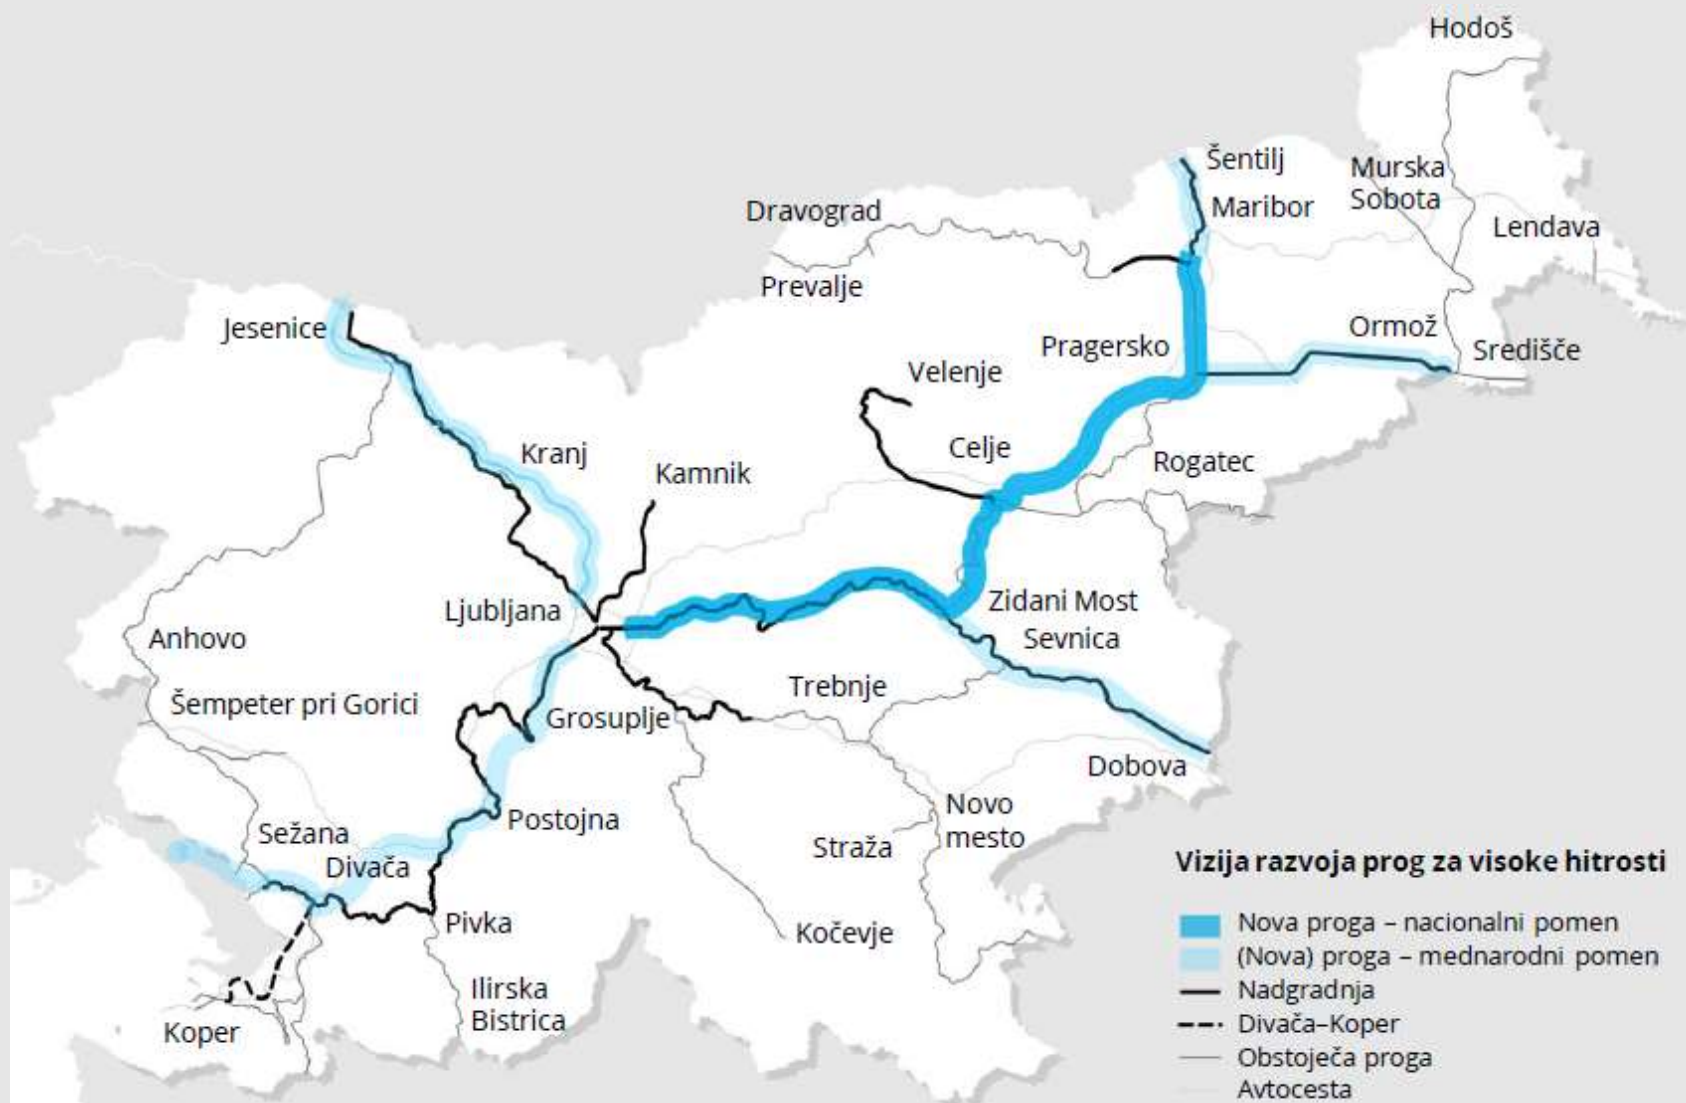 Hodoš
Šentilj
Murska
Sobota
Maribor
Dravograd
Lendava
Prevalje
Jesenice
Ormož
Pragersko
Središče
Velenje
Celje
Kranj
Rogatec
Kamnik
Ljubljana
Zidani Most
Sevnica
Anhovo
Trebnje
Šempeter pri Gorici
Grosuplje
Dobova
Postojna
Novo
mesto
Sežana
Straža
Divača
Pivka
Kočevje
Ilirska
Bistrica
Koper
Vizija razvoja prog za visoke hitrosti
Nova proga – nacionalni pomen
(Nova) proga – mednarodni pomen
Nadgradnja
Divača–Koper
Obstoječa proga
Avtocesta